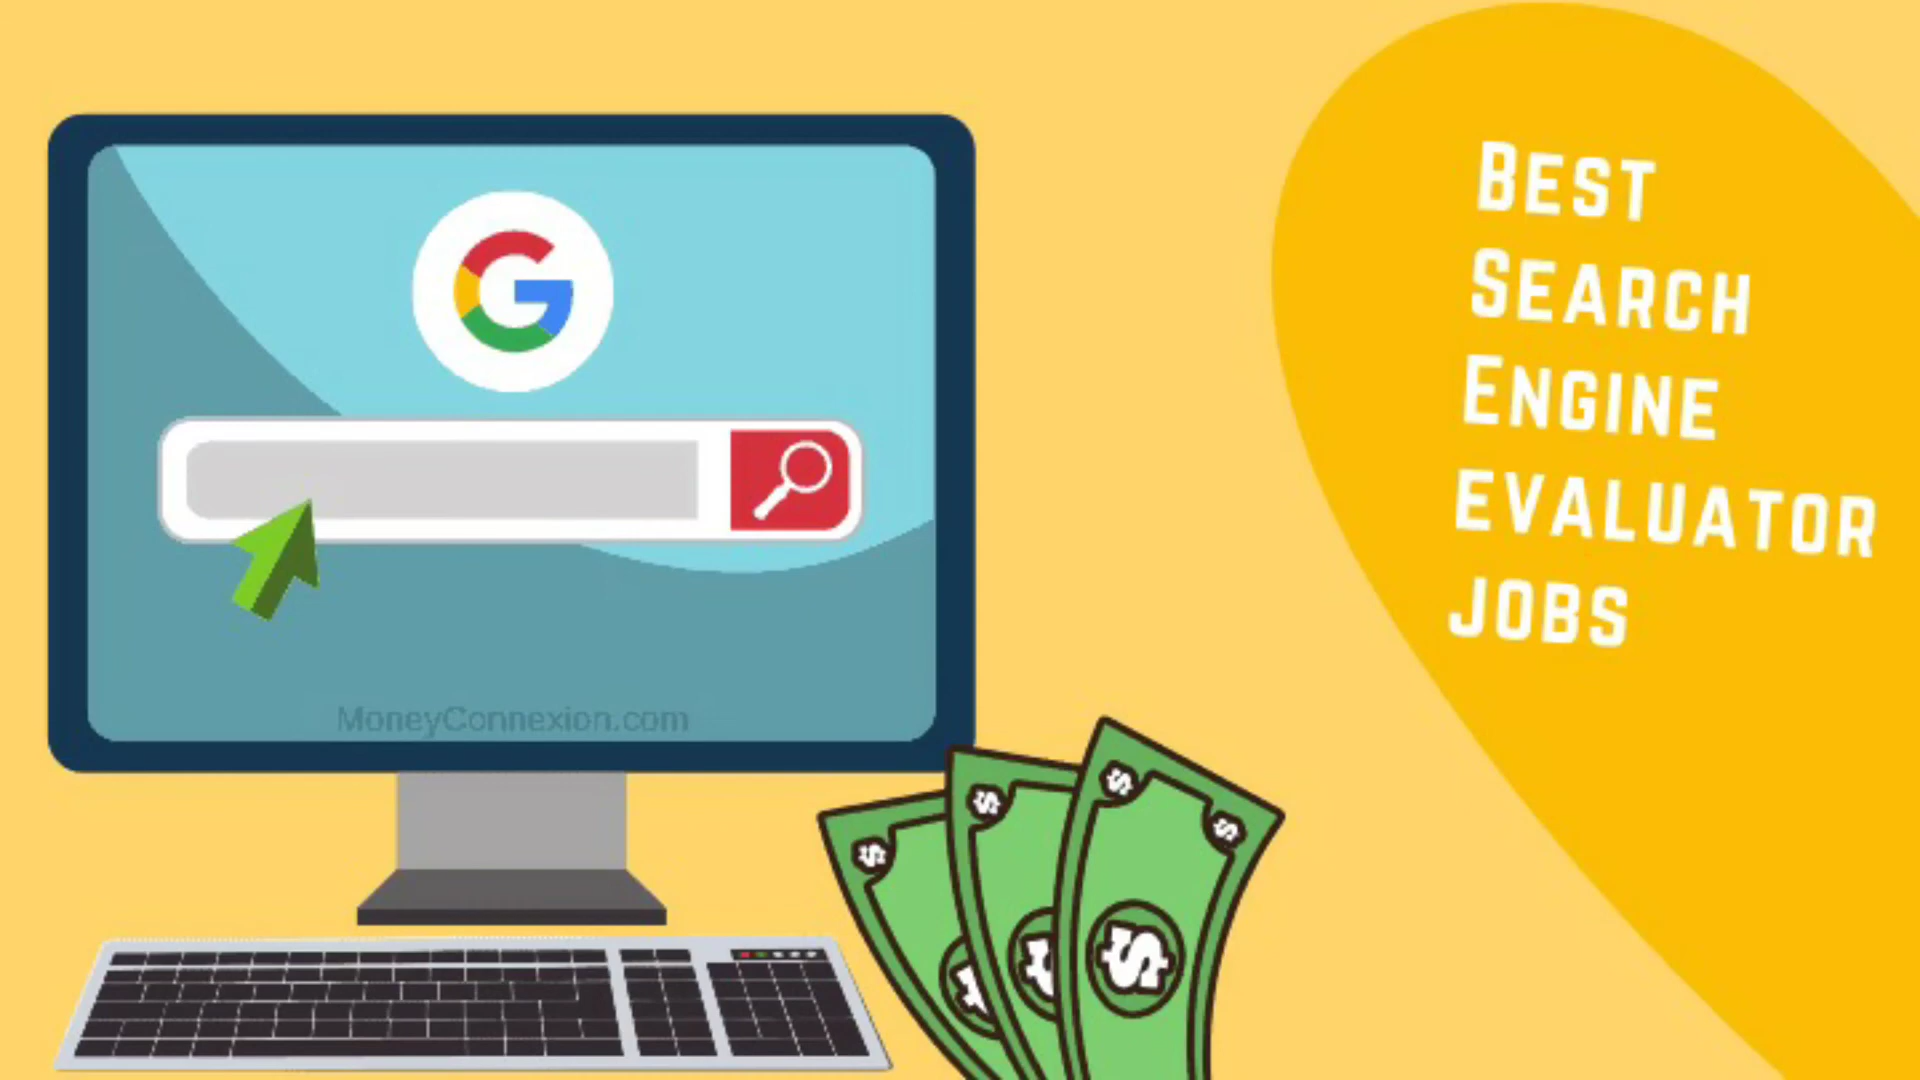 Best
Search
Engine
evaluator
jobs
MoneyConnexion.com